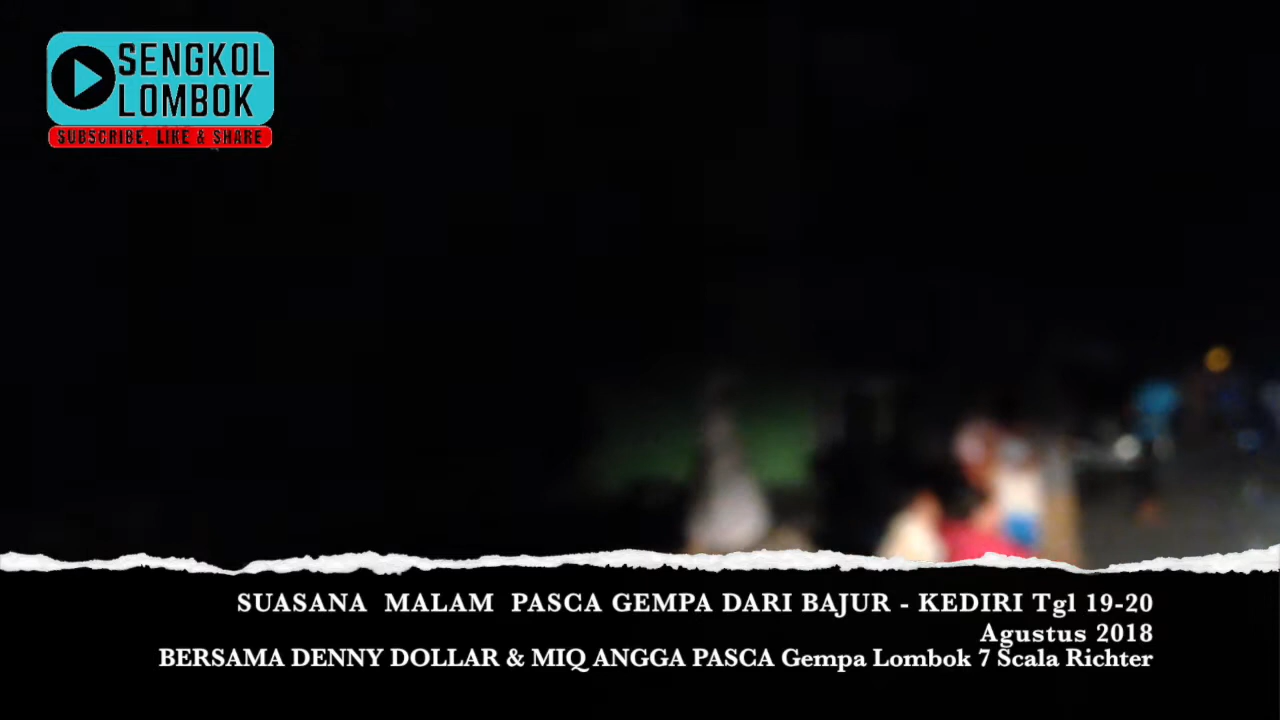 SENGKOL
LOMBOK
SUBSCRIBE, LIKE & SHARE
SUASANA MALAM PASCA GEMPA DARI BAJUR - KEDIRI Tgl 19-20
Agustus 2018
BERSAMA DENNY DOLLAR & MIQ ANGGA PASCA Gempa Lombok 7 Scala Richter